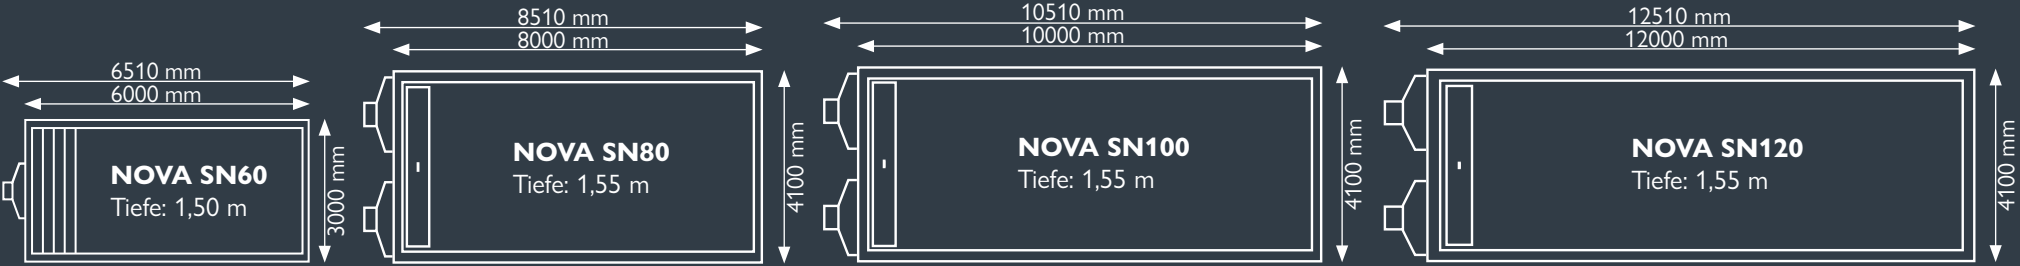 6510 mm
6000 mm
NOVA SN60
Tiefe: 1,50 m
3000 mm
8510 mm
8000 mm
NOVA SN80
Tiefe: 1,55 m
4100 mm
10510 mm
10000 mm
NOVA SN100
Tiefe: 1,55 m
4100 mm
12510 mm
12000 mm
NOVA SN120
Tiefe: 1,55 m
4100 mm